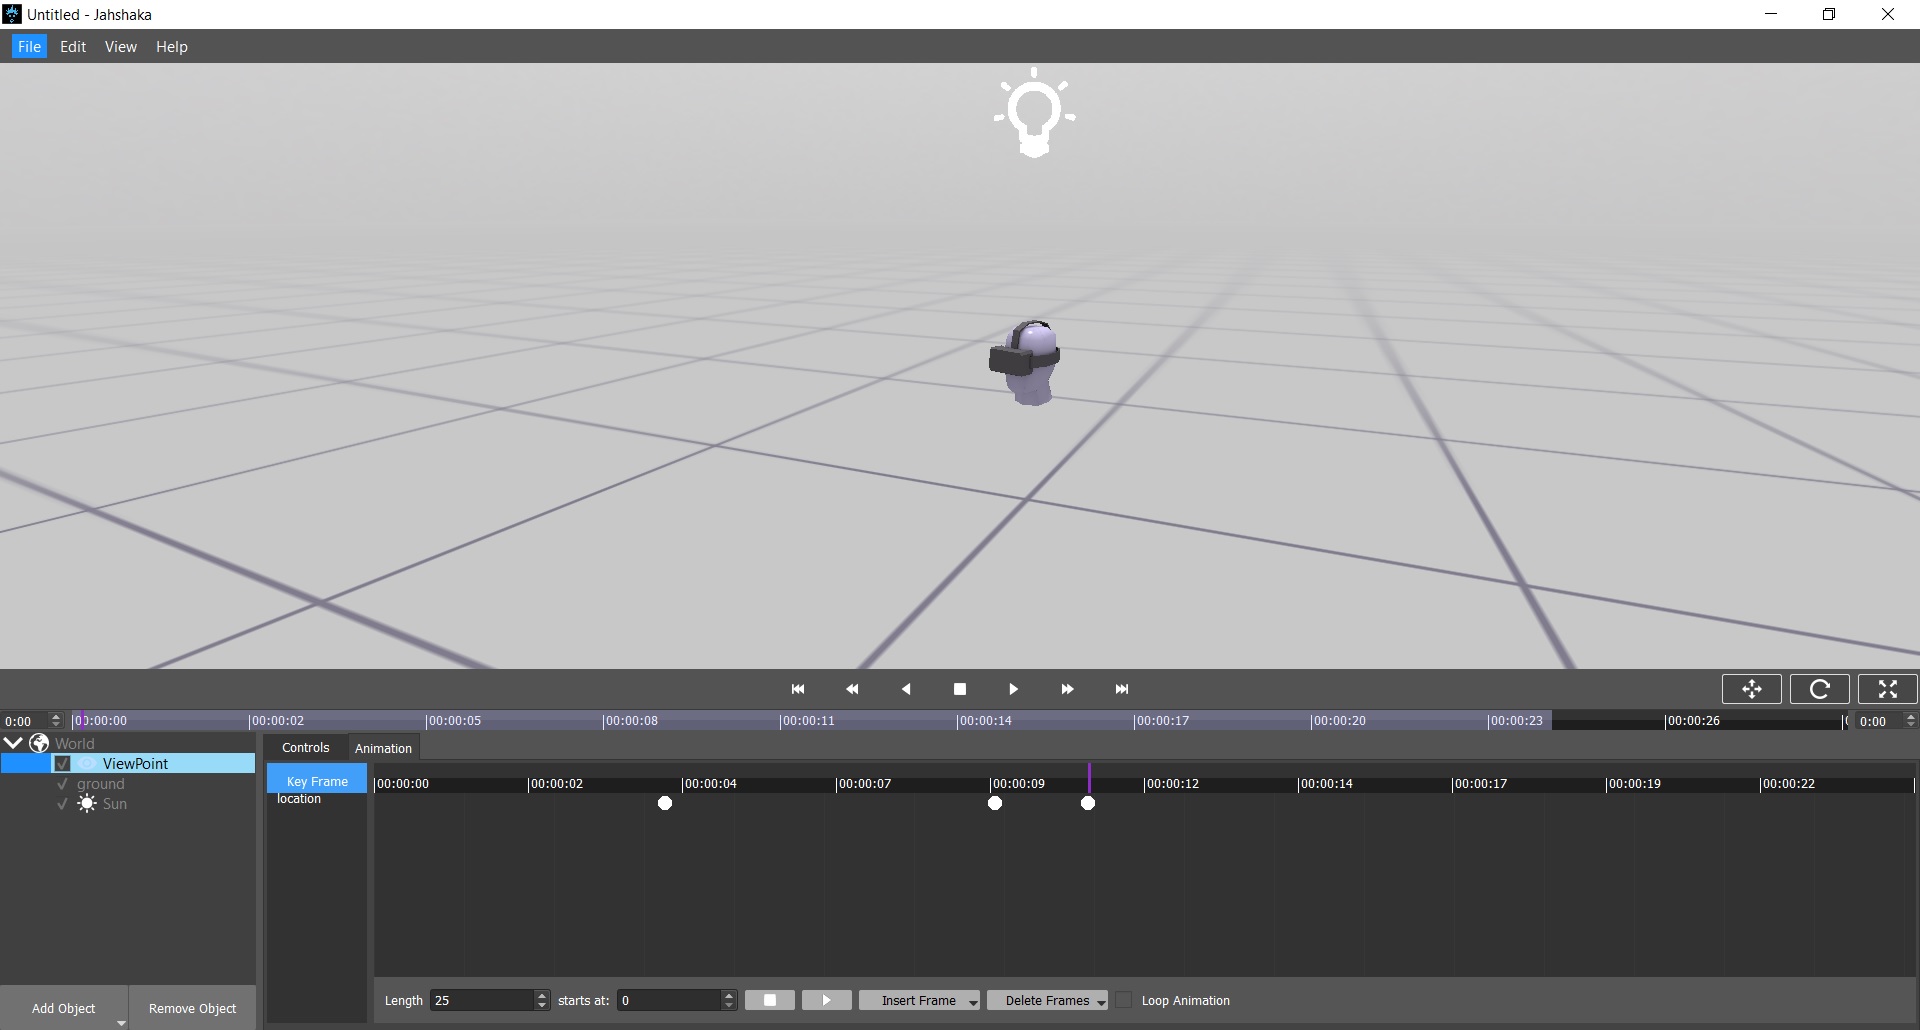 Untitled - Jahshaka
File Edit View Help
0:00 00:00:00 00:00:02 00:00:05 00:00:08 00:00:11 00:00:14 00:00:17 00:00:20 00:00:23 00:00:26 0:00
World
ViewPoint
ground
Sun
Controls Animation
Key Frame 00:00:00 00:00:02 00:00:04 00:00:07 00:00:09 00:00:12 00:00:14 00:00:17 00:00:19 00:00:22
location
Length 25 starts at: 0 Insert Frame Delete Frames Loop Animation
Add Object Remove Object